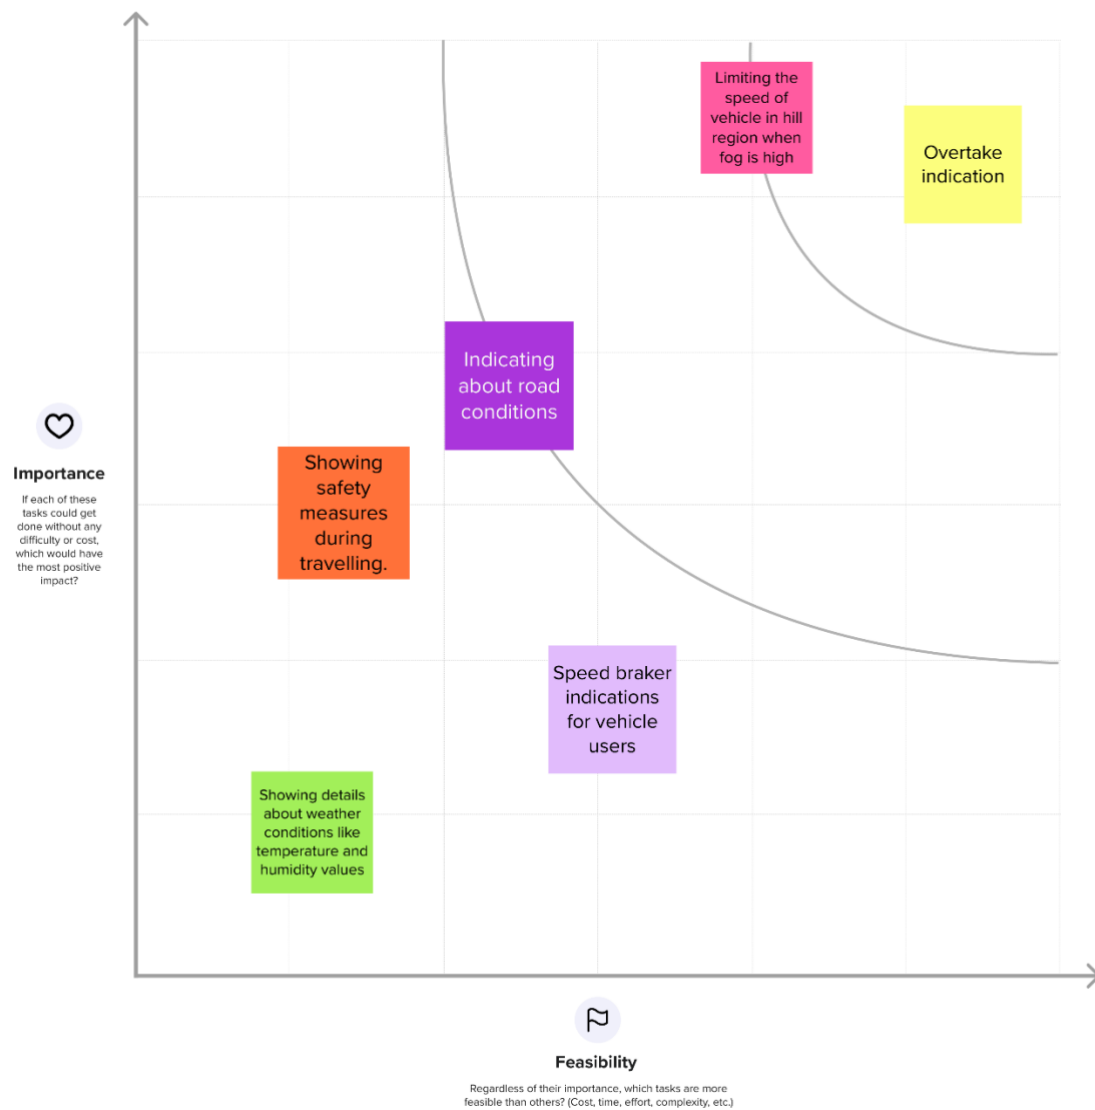 Limiting the
speed of
vehicle in hill
region when
fog is high
Overtake
indication
Indicating
about road
conditions
Showing
safety
measures
during
travelling.
Importance
If each of these
tasks could get
done without any
difficulty or cost,
which would have
the most positive
impact?
Speed braker
indications
for vehicle
users
Showing details
about weather
conditions like
temperature and
humidity values
Feasibility
Regardless of their importance, which tasks are more
feasible than others? (Cost, time, effort, complexity, etc.)